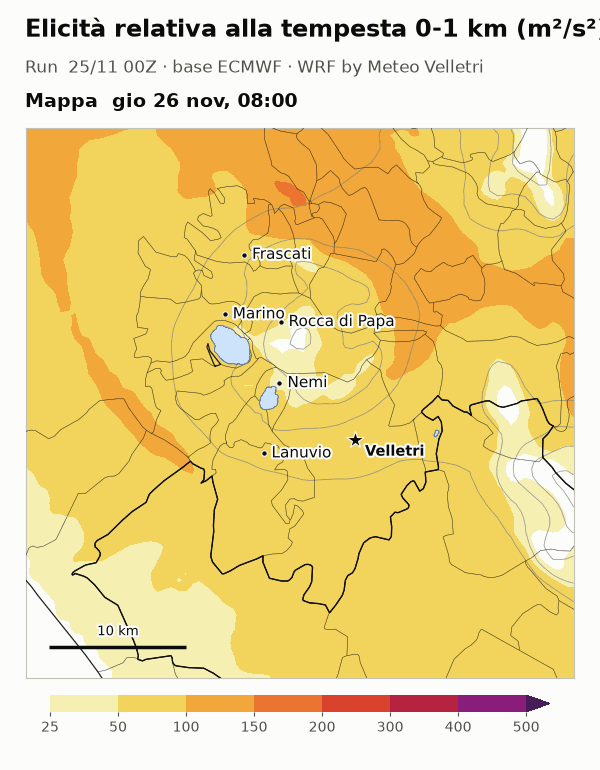 Elicità relativa alla tempesta 0-1 km (m²/s²)
Run 25/11 00Z · base ECMWF · WRF by Meteo Velletri
Mappa gio 26 nov, 08:00
Frascati
Marino
Rocca di Papa
Nemi
Velletri
Lanuvio
10 km
25 50 100 150 200 300 400 500